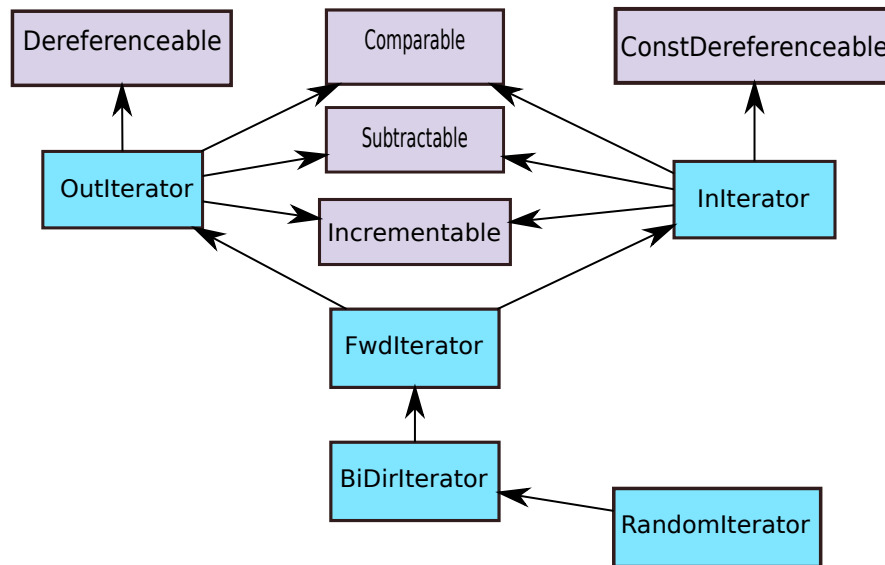 Dereferenceable
Comparable
ConstDereferenceable
Subtractable
OutIterator
InIterator
Incrementable
FwdIterator
BiDirIterator
RandomIterator